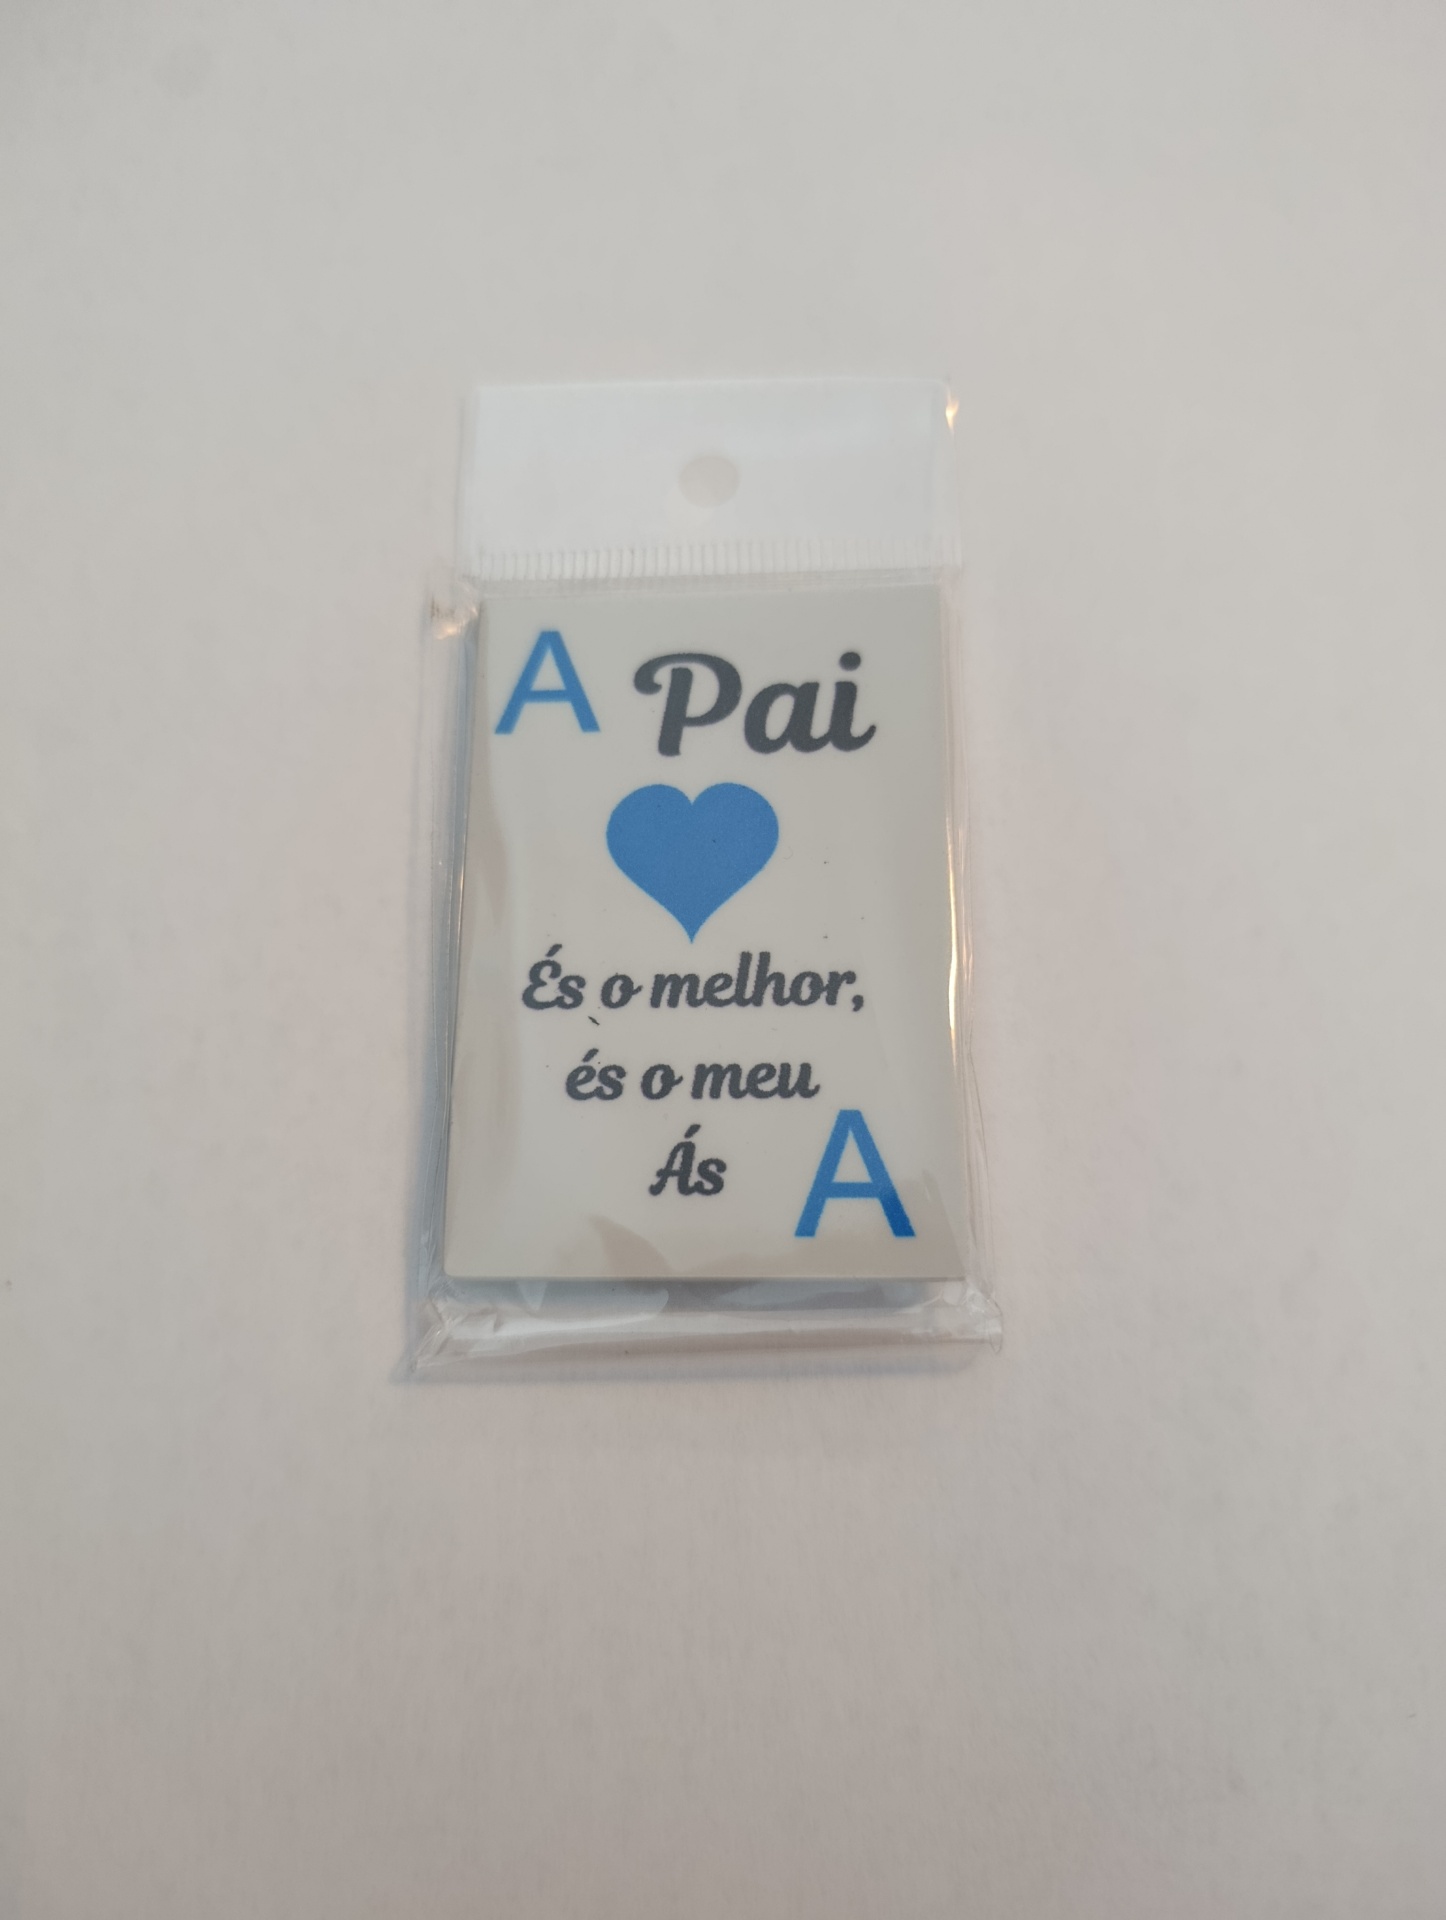 A Pai
És o melhor,
és o meu
Ás
A